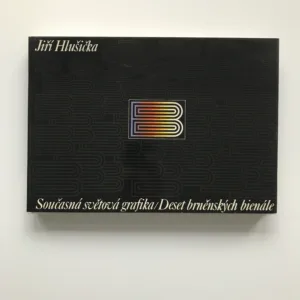 Jiří Hlušička
B
Současná světová grafika/Deset brněnských bienále